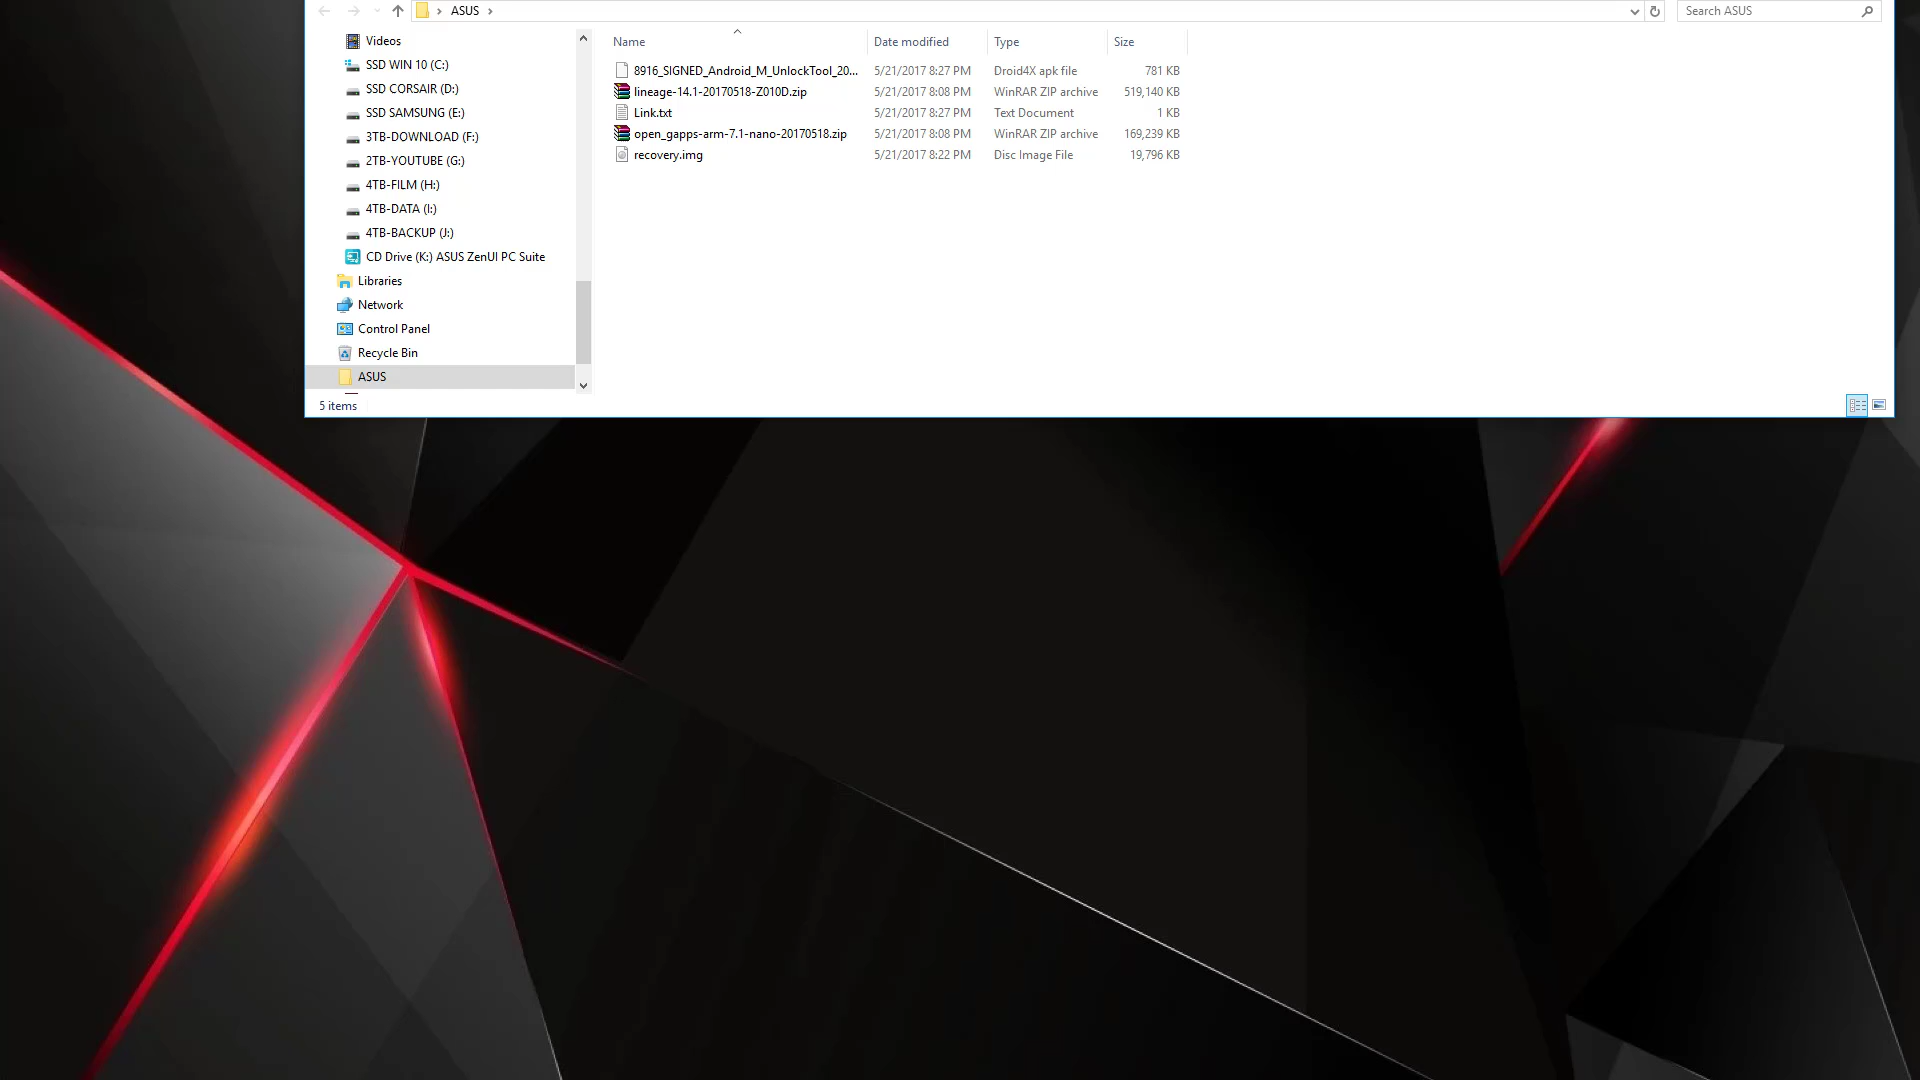 ASUS
Search ASUS
Videos
SSD WIN 10 (C:)
SSD CORSAIR (D:)
SSD SAMSUNG (E:)
3TB-DOWNLOAD (F:)
2TB-YOUTUBE (G:)
4TB-FILM (H:)
4TB-DATA (I:)
4TB-BACKUP (J:)
CD Drive (K:) ASUS ZenUI PC Suite
Libraries
Network
Control Panel
Recycle Bin
ASUS
Name Date modified Type Size
8916_SIGNED_Android_M_UnlockTool_20... 5/21/2017 8:27 PM Droid4X apk file 781 KB
lineage-14.1-20170518-Z010D.zip 5/21/2017 8:08 PM WinRAR ZIP archive 519,140 KB
Link.txt 5/21/2017 8:27 PM Text Document 1 KB
open_gapps-arm-7.1-nano-20170518.zip 5/21/2017 8:08 PM WinRAR ZIP archive 169,239 KB
recovery.img 5/21/2017 8:22 PM Disc Image File 19,796 KB
5 items